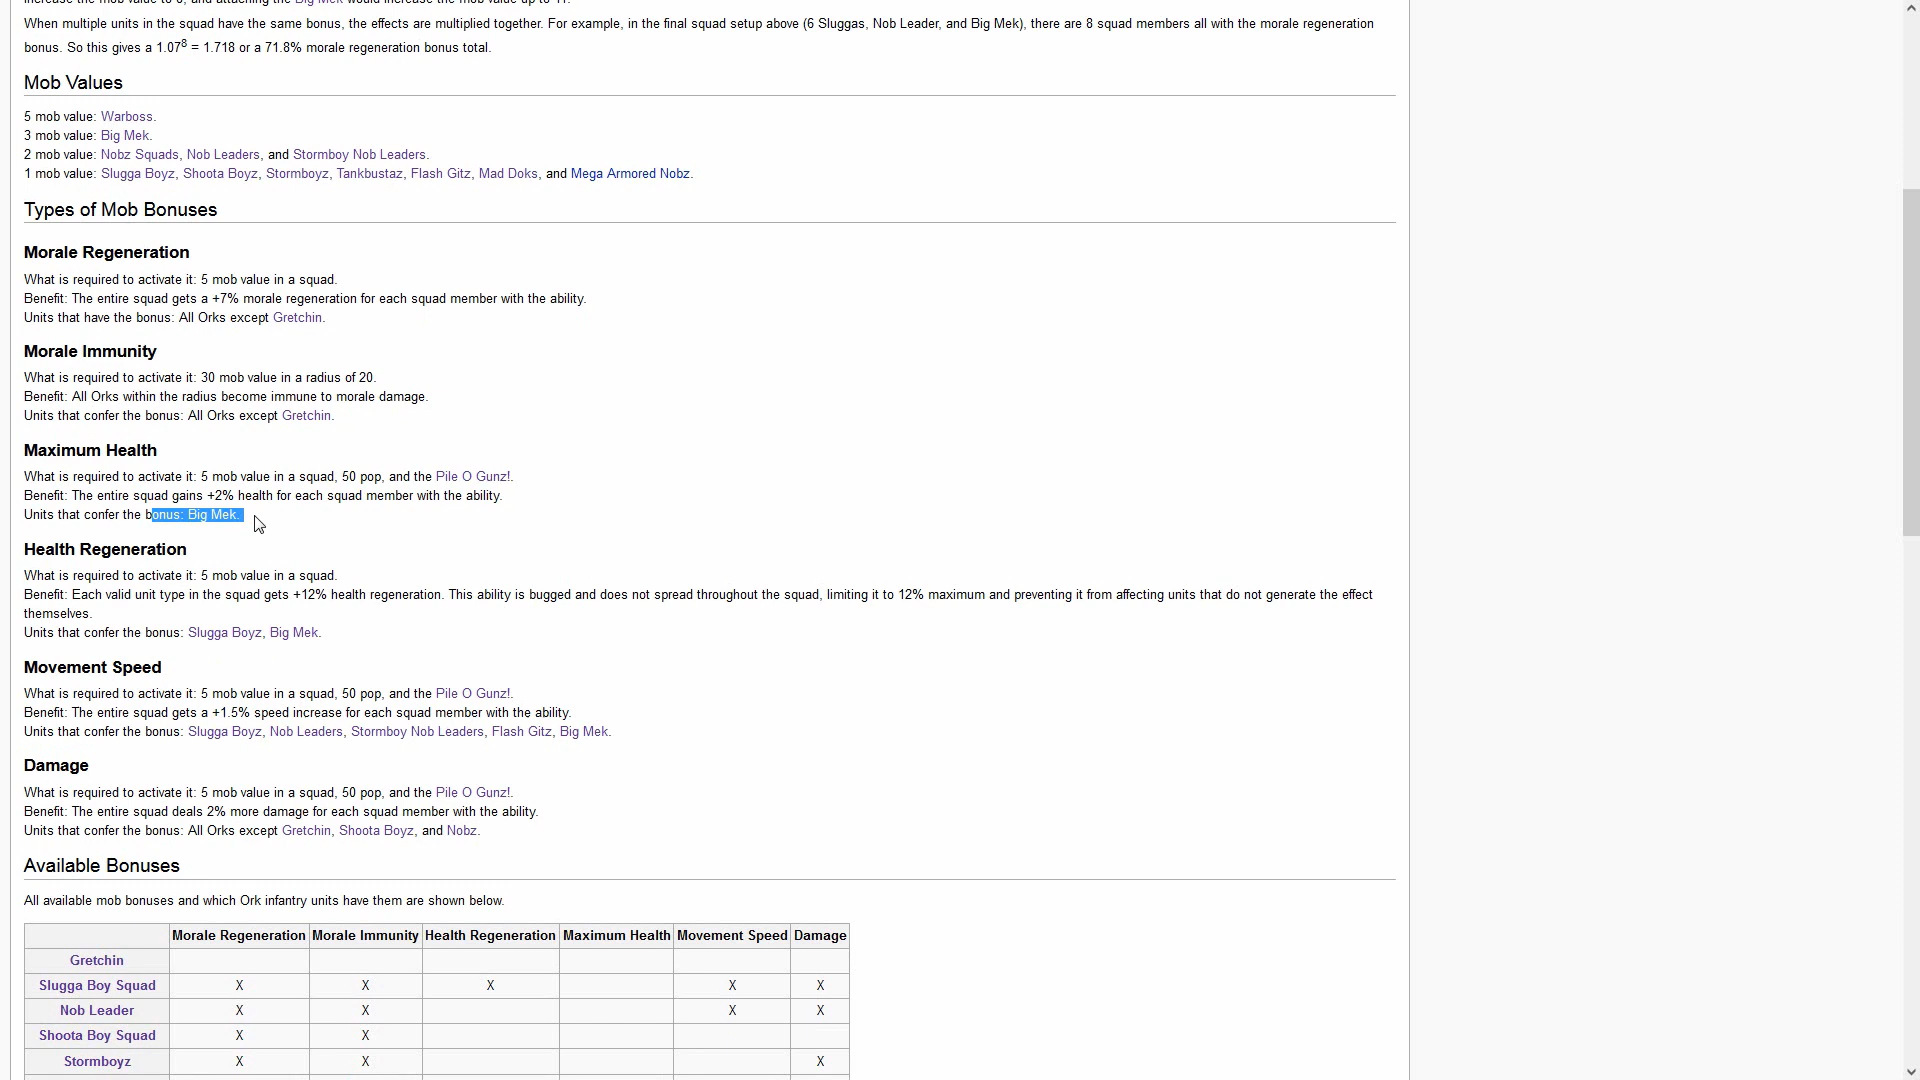 When multiple units in the squad have the same bonus, the effects are multiplied together. For example, in the final squad setup above (6 Sluggas, Nob Leader, and Big Mek), there are 8 squad members all with the morale regeneration
bonus. So this gives a 1.07⁸ = 1.718 or a 71.8% morale regeneration bonus total.
Mob Values
5 mob value: Warboss.
3 mob value: Big Mek.
2 mob value: Nobz Squads, Nob Leaders, and Stormboy Nob Leaders.
1 mob value: Slugga Boyz, Shoota Boyz, Stormboyz, Tankbustaz, Flash Gitz, Mad Doks, and Mega Armored Nobz.
Types of Mob Bonuses
Morale Regeneration
What is required to activate it: 5 mob value in a squad.
Benefit: The entire squad gets a +7% morale regeneration for each squad member with the ability.
Units that have the bonus: All Orks except Gretchin.
Morale Immunity
What is required to activate it: 30 mob value in a radius of 20.
Benefit: All Orks within the radius become immune to morale damage.
Units that confer the bonus: All Orks except Gretchin.
Maximum Health
What is required to activate it: 5 mob value in a squad, 50 pop, and the Pile O Gunz!.
Benefit: The entire squad gains +2% health for each squad member with the ability.
Units that confer the bonus: Big Mek.
Health Regeneration
What is required to activate it: 5 mob value in a squad.
Benefit: Each valid unit type in the squad gets +12% health regeneration. This ability is bugged and does not spread throughout the squad, limiting it to 12% maximum and preventing it from affecting units that do not generate the effect
themselves.
Units that confer the bonus: Slugga Boyz, Big Mek.
Movement Speed
What is required to activate it: 5 mob value in a squad, 50 pop, and the Pile O Gunz!.
Benefit: The entire squad gets a +1.5% speed increase for each squad member with the ability.
Units that confer the bonus: Slugga Boyz, Nob Leaders, Stormboy Nob Leaders, Flash Gitz, Big Mek.
Damage
What is required to activate it: 5 mob value in a squad, 50 pop, and the Pile O Gunz!.
Benefit: The entire squad deals 2% more damage for each squad member with the ability.
Units that confer the bonus: All Orks except Gretchin, Shoota Boyz, and Nobz.
Available Bonuses
All available mob bonuses and which Ork infantry units have them are shown below.
Morale Regeneration Morale Immunity Health Regeneration Maximum Health Movement Speed Damage
Gretchin
Slugga Boy Squad X X X X X
Nob Leader X X X X
Shoota Boy Squad X X
Stormboyz X X X